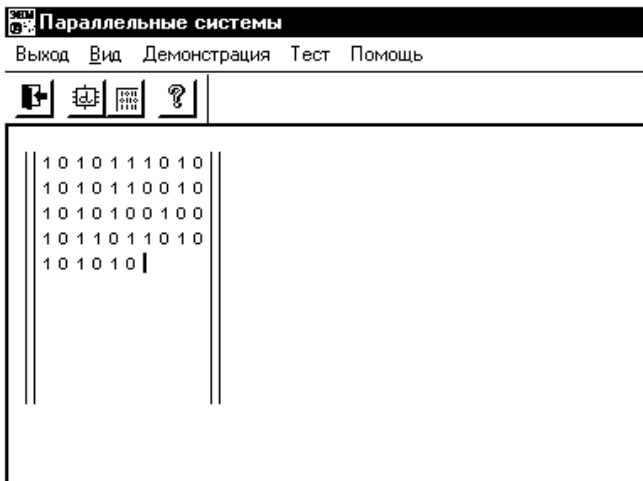 Параллельные системы
Выход Вид Демонстрация Тест Помощь
1 0 1 0 1 1 1 0 1 0
1 0 1 0 1 1 0 0 1 0
1 0 1 0 1 0 0 1 0 0
1 0 1 1 0 1 1 0 1 0
1 0 1 0 1 0